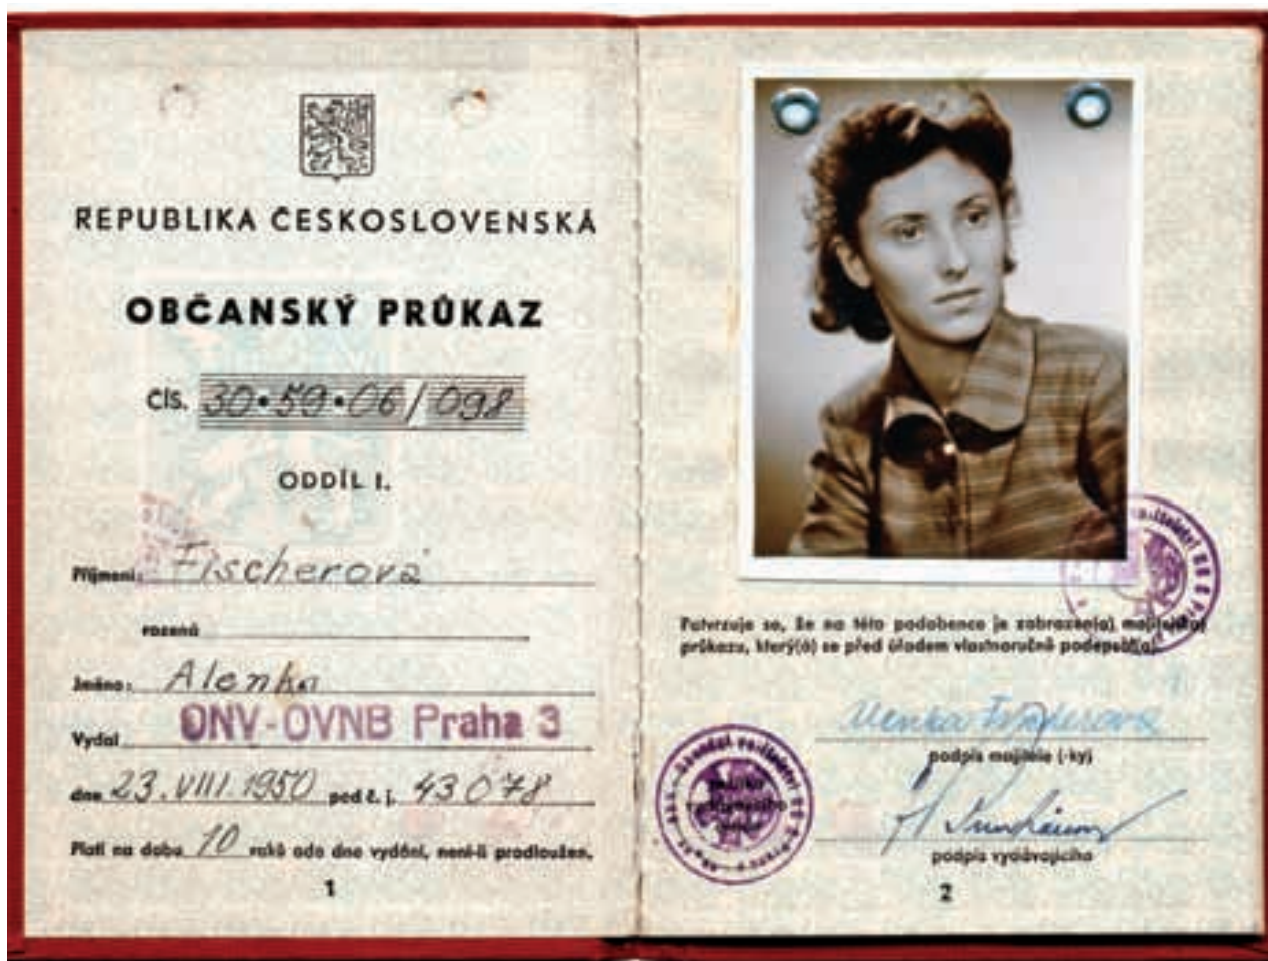 REPUBLIKA ČESKOSLOVENSKÁ
OBČANSKÝ PRŮKAZ
ČÍS. 30•59•06/098
ODDÍL I.
Příjmení: Fischerová
rozená
Jméno: Alenka
Vydal ONV-OVNB Praha 3
dne 23. VIII. 1950 pod č. j. 43078
Platí na dobu 10 roků ode dne vydání, není-li prodloužen.
1
Potvrzuje se, že na této podobence je zobrazen(a) majitel(ka)
průkazu, který(á) se před úřadem vlastnoručně podepsal(a).
Alenka Fischerová
podpis majitele (-ky)
podpis vydávajícího
2